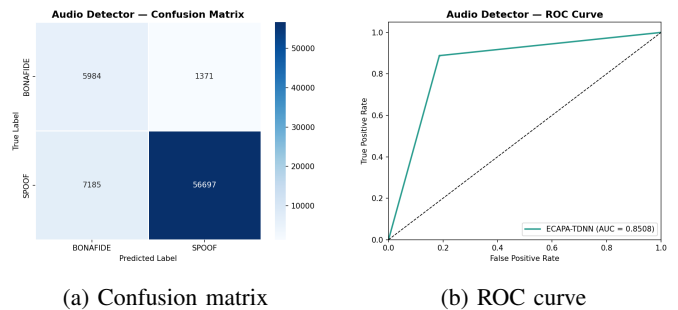 Audio Detector — Confusion Matrix
True Label
BONAFIDE
5984
1371
SPOOF
7185
56697
BONAFIDE
SPOOF
Predicted Label
50000
40000
30000
20000
10000
Audio Detector — ROC Curve
True Positive Rate
1.0
0.8
0.6
0.4
0.2
0.0
0.0
0.2
0.4
0.6
0.8
1.0
False Positive Rate
ECAPA-TDNN (AUC = 0.8508)
(a) Confusion matrix
(b) ROC curve